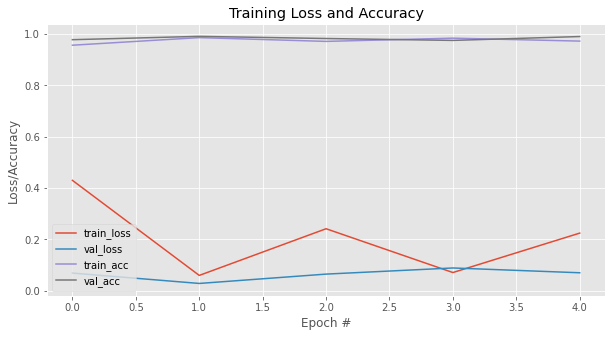 Training Loss and Accuracy
1.0
0.8
0.6
0.4
0.2
0.0
Loss/Accuracy
train_loss
val_loss
train_acc
val_acc
0.0 0.5 1.0 1.5 2.0 2.5 3.0 3.5 4.0
Epoch #